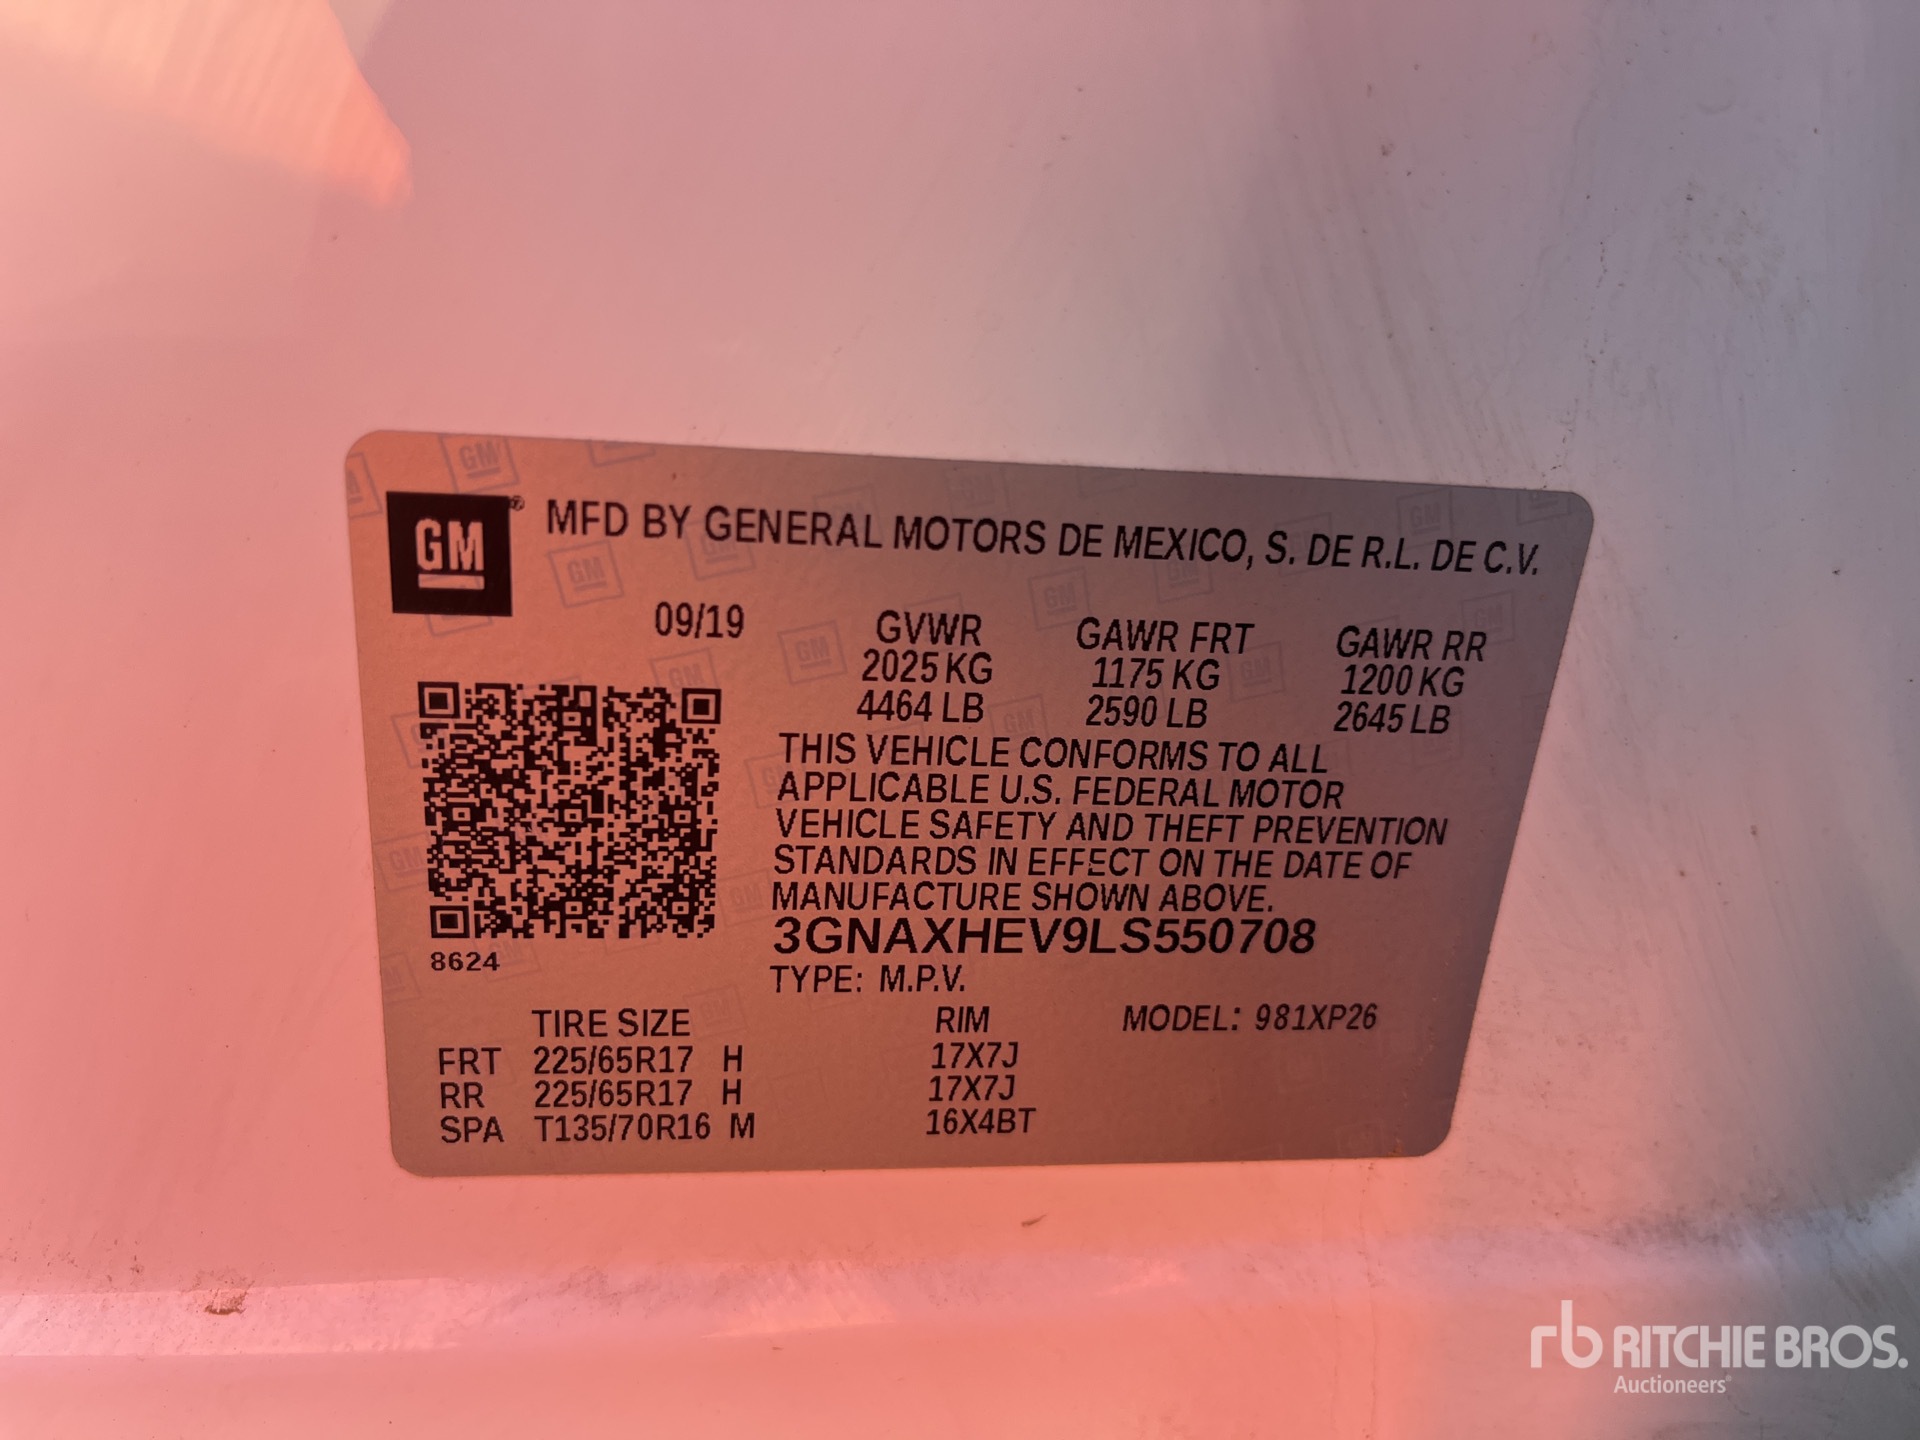 GM ® MFD BY GENERAL MOTORS DE MEXICO, S. DE R.L. DE C.V.
09/19 GVWR GAWR FRT GAWR RR
2025 KG 1175 KG 1200 KG
4464 LB 2590 LB 2645 LB
THIS VEHICLE CONFORMS TO ALL
APPLICABLE U.S. FEDERAL MOTOR
VEHICLE SAFETY AND THEFT PREVENTION
STANDARDS IN EFFECT ON THE DATE OF
MANUFACTURE SHOWN ABOVE.
3GNAXHEV9LS550708
8624
TYPE: M.P.V.
TIRE SIZE RIM MODEL: 981XP26
FRT 225/65R17 H 17X7J
RR 225/65R17 H 17X7J
SPA T135/70R16 M 16X4BT
rb RITCHIE BROS.
Auctioneers